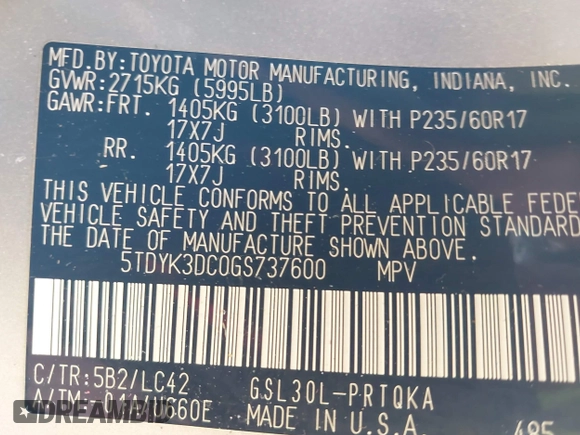 MFD.BY:TOYOTA MOTOR MANUFACTURING, INDIANA, INC.
GVWR:2715KG (5995LB)
GAWR:FRT. 1405KG (3100LB) WITH P235/60R17
17X7J RIMS.
RR. 1405KG (3100LB) WITH P235/60R17
17X7J RIMS.
THIS VEHICLE CONFORMS TO ALL APPLICABLE FEDE
VEHICLE SAFETY AND THEFT PREVENTION STANDARD
THE DATE OF MANUFACTURE SHOWN ABOVE.
5TDYK3DC0GS737600 MPV
C/TR:5B2/LC42 GSL30L-PRTQKA
U660E MADE IN U.S.A. 485